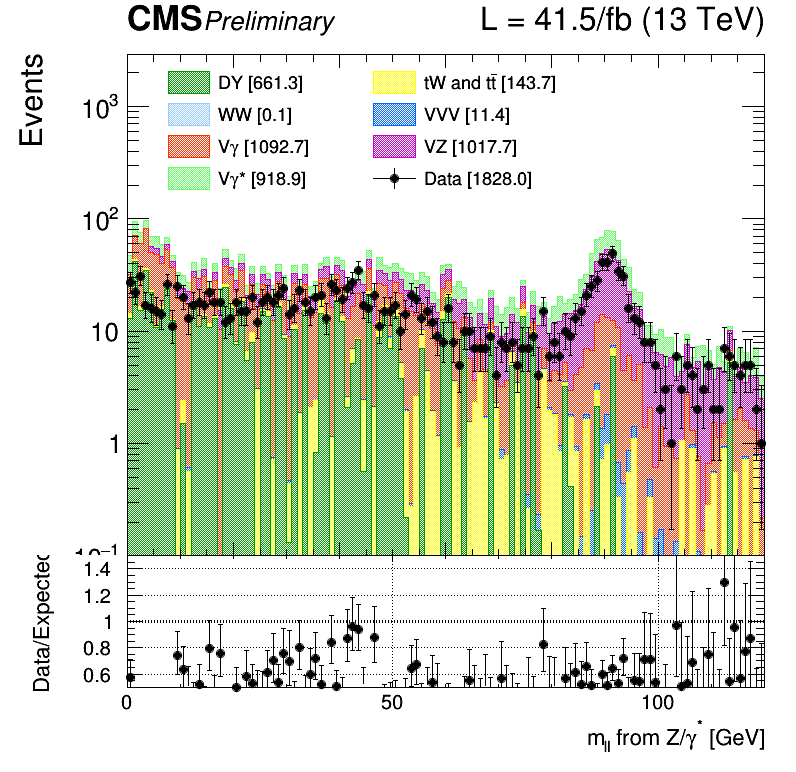 CMS Preliminary L = 41.5/fb (13 TeV)
Events
DY [661.3] tW and tt̄ [143.7]
WW [0.1] VVV [11.4]
Vγ [1092.7] VZ [1017.7]
Vγ* [918.9] Data [1828.0]
10³
10²
10
1
10⁻¹
Data/Expected
1.4
1.2
1
0.8
0.6
0 50 100
m_ll from Z/γ* [GeV]